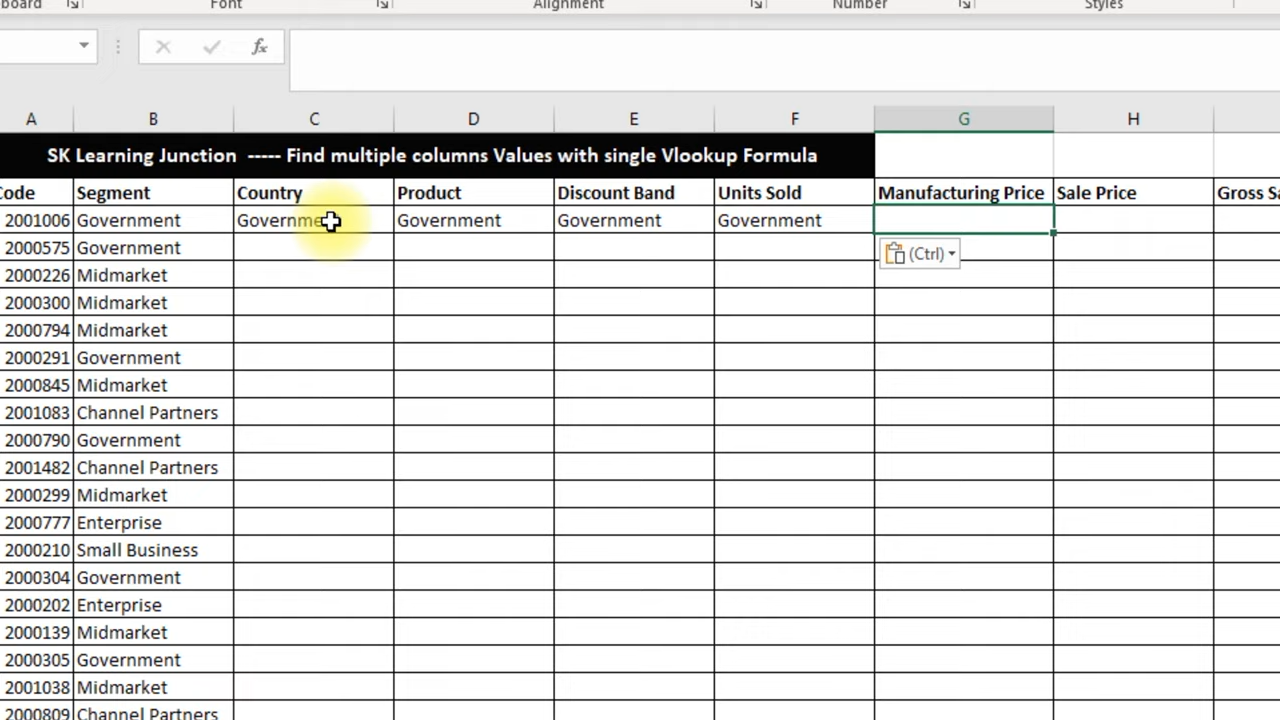 board Font Alignment Number Styles
fx
A B C D E F G H
SK Learning Junction ----- Find multiple columns Values with single Vlookup Formula
Code Segment Country Product Discount Band Units Sold Manufacturing Price Sale Price Gross Sa
2001006 Government Governme Government Government Government
2000575 Government (Ctrl)
2000226 Midmarket
2000300 Midmarket
2000794 Midmarket
2000291 Government
2000845 Midmarket
2001083 Channel Partners
2000790 Government
2001482 Channel Partners
2000299 Midmarket
2000777 Enterprise
2000210 Small Business
2000304 Government
2000202 Enterprise
2000139 Midmarket
2000305 Government
2001038 Midmarket
2000809 Channel Partners